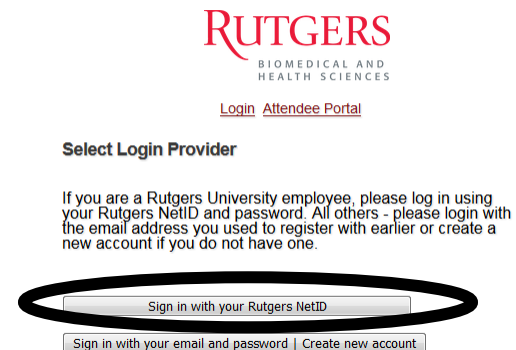 RUTGERS
BIOMEDICAL AND
HEALTH SCIENCES
Login Attendee Portal
Select Login Provider
If you are a Rutgers University employee, please log in using
your Rutgers NetID and password. All others - please login with
the email address you used to register with earlier or create a
new account if you do not have one.
Sign in with your Rutgers NetID
Sign in with your email and password | Create new account